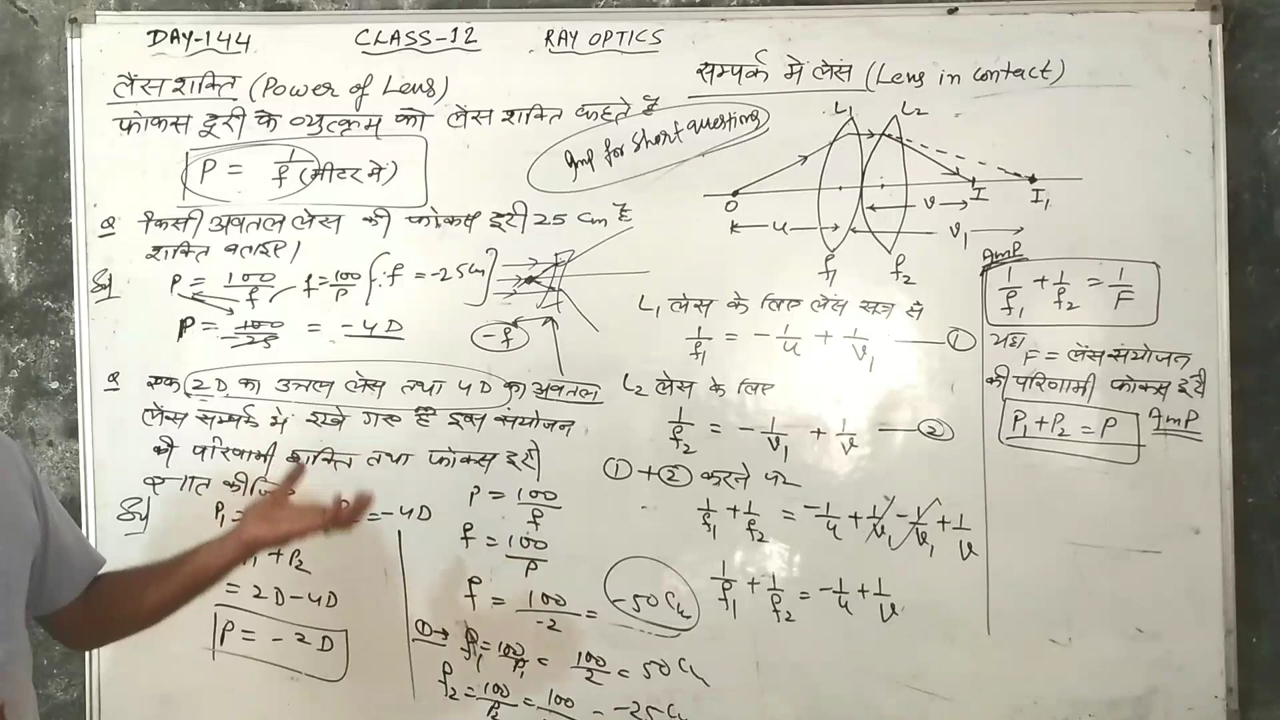 DAY-144 CLASS-12 RAY OPTICS
लैंस शक्ति (Power of Lens)
फोकस दूरी के व्युत्क्रम को लेंस शक्ति कहते है
P = 1/f (मीटर में)
Imp for Short questions
Q किसी अवतल लेंस की फोकस दूरी 25 cm है
शक्ति बताइए।
P = 100/f f = 100/P [∵ f = -25cm]
P = 100/-25 = -4D
-f
Q एक 2D का उत्तल लेंस तथा 4D का अवतल
लेंस सम्पर्क में रखे गए हैं इस संयोजन
की परिणामी शक्ति तथा फोकस दूरी
ज्ञात
P1 = = -4D
+ P2
= 2D-4D
P = -2D
P = 100/f
f = 100/P
f = 100/-2 = -50 Cm
① → f1 = 100/P1 = 100/2 = 50 Cm
f2 = 100/P2 = 100 = -25 Cm
सम्पर्क में लेंस (Lens in contact)
L1 L2
O I I1
u v v1
f1 f2
L1 लेंस के लिए लेंस सूत्र से
1/f1 = -1/u + 1/v1 — ①
L2 लेंस के लिए
1/f2 = -1/v1 + 1/v — ②
① + ② करने पर
1/f1 + 1/f2 = -1/u + 1/v1 - 1/v1 + 1/v
1/f1 + 1/f2 = -1/u + 1/v
Imp
1/f1 + 1/f2 = 1/F
यहाँ
F = लेंस संयोजन
की परिणामी फोकस दूरी
P1 + P2 = P Imp